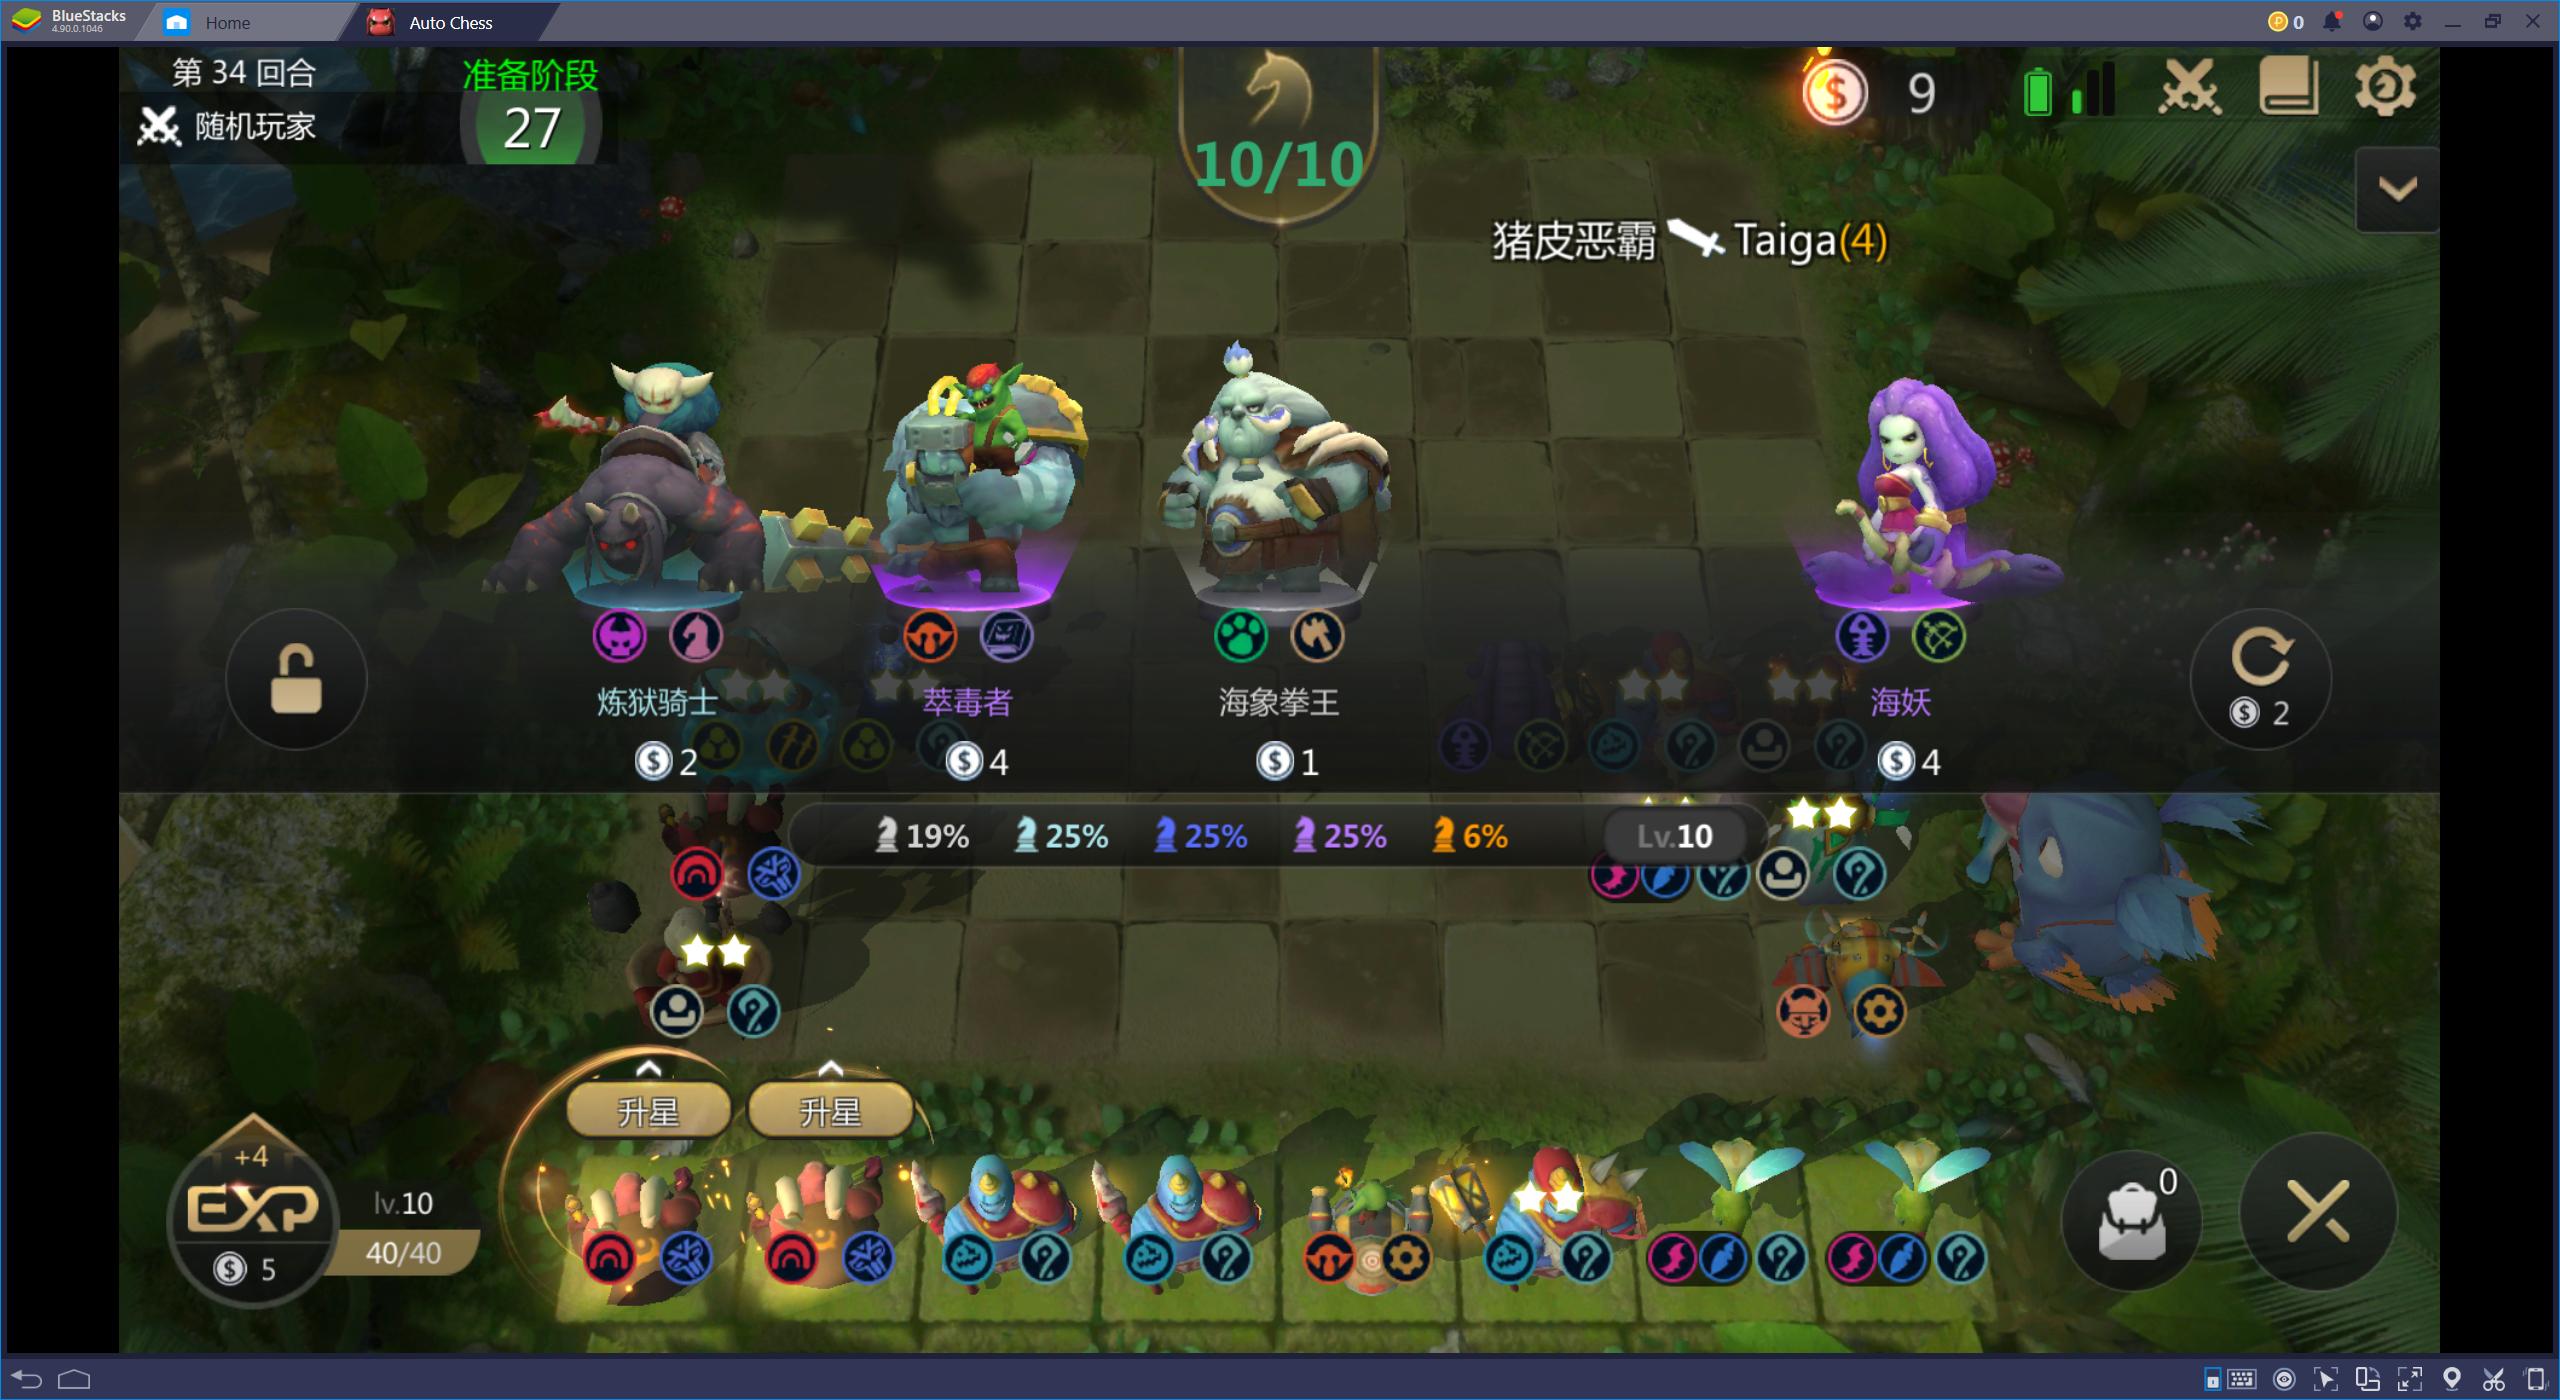 BlueStacks
4.90.0.1046
Home
Auto Chess
0
第 34 回合
准备阶段
随机玩家
27
10/10
9
猪皮恶霸 Taiga(4)
炼狱骑士
萃毒者
海象拳王
海妖
2
4
1
4
2
19% 25% 25% 25% 6% Lv.10
升星
升星
+4
EXP
5
lv.10
40/40
0